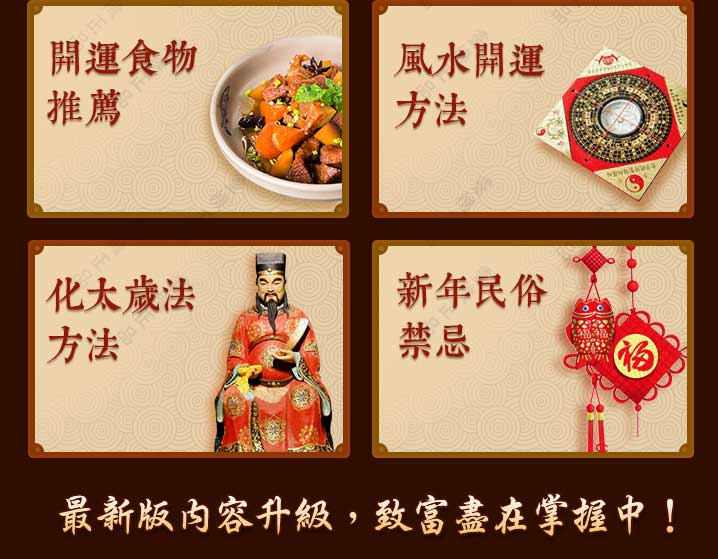 開運食物
推薦
風水開運
方法
化太歲法
方法
新年民俗
禁忌
福
最新版内容升級，致富盡在掌握中！